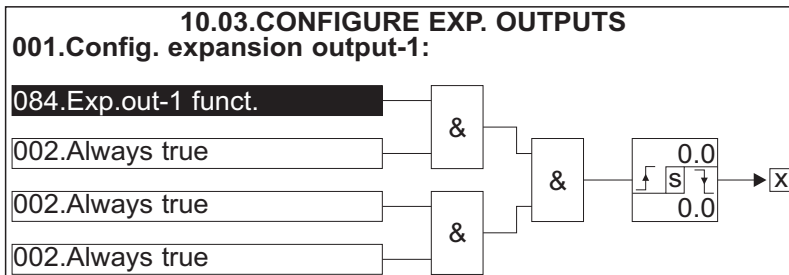 10.03.CONFIGURE EXP. OUTPUTS
001.Config. expansion output-1:
084.Exp.out-1 funct.
002.Always true
002.Always true
002.Always true
&
&
&
0.0
S
0.0
X